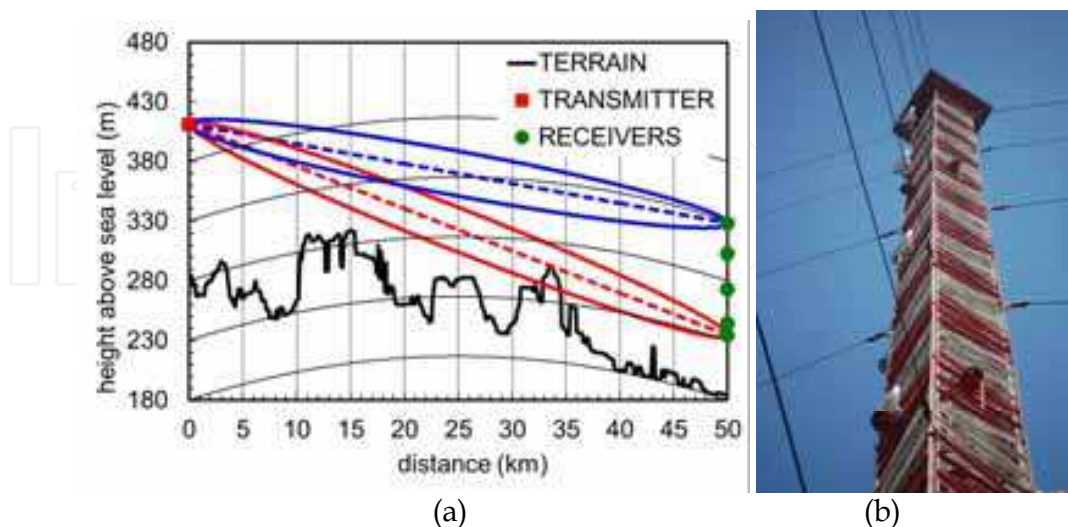 480
430
380
330
280
230
180
height above sea level (m)
TERRAIN
TRANSMITTER
RECEIVERS
0 5 10 15 20 25 30 35 40 45 50
distance (km)
(a)
(b)